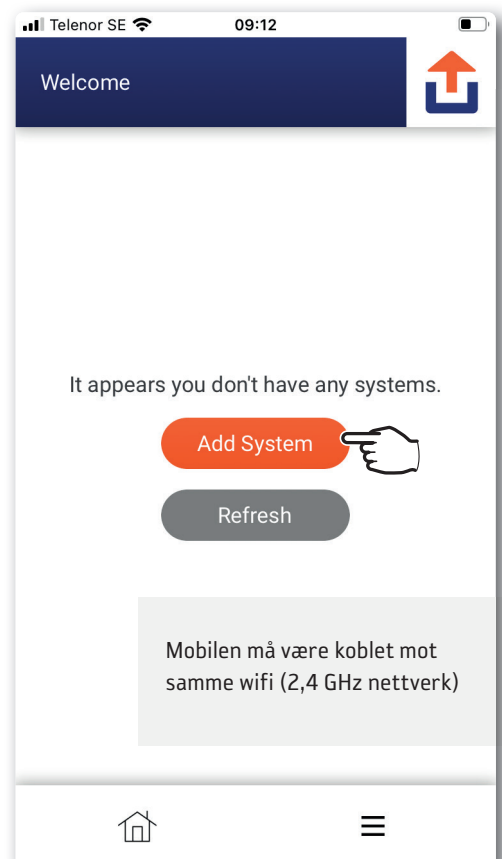 Telenor SE 09:12
Welcome
It appears you don't have any systems.
Add System
Refresh
Mobilen må være koblet mot
samme wifi (2,4 GHz nettverk)